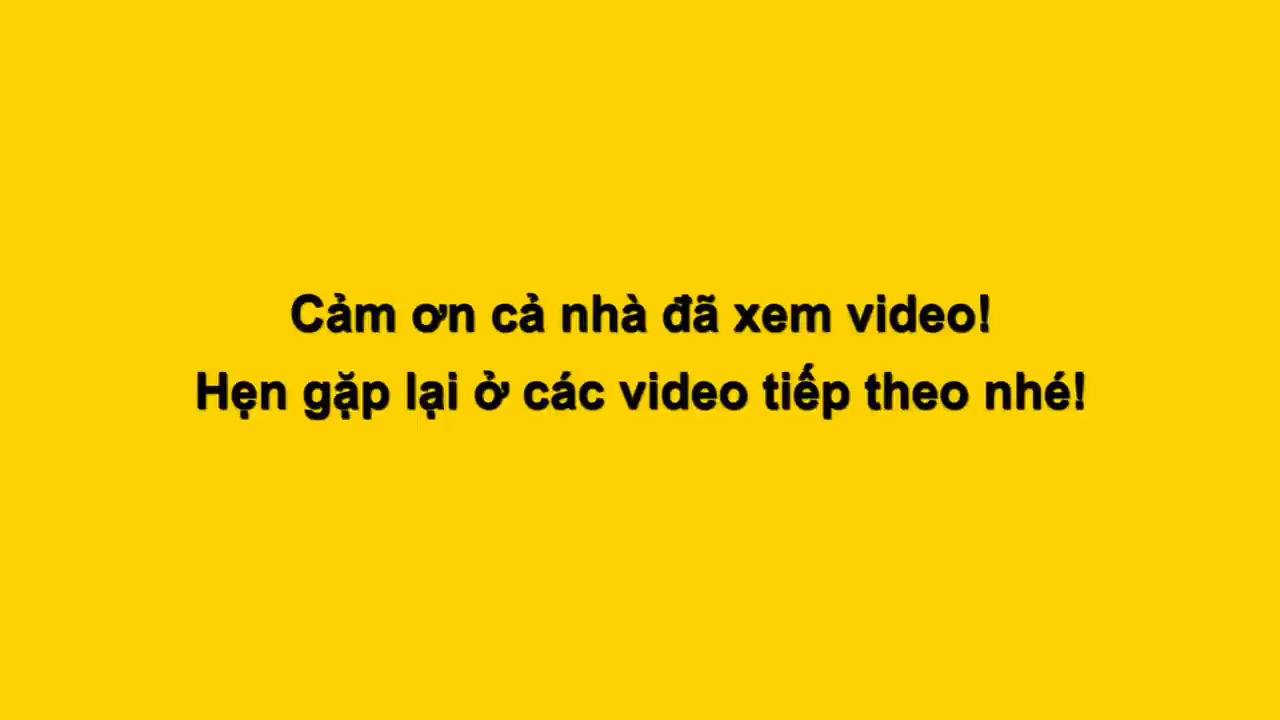 Cảm ơn cả nhà đã xem video!
Hẹn gặp lại ở các video tiếp theo nhé!